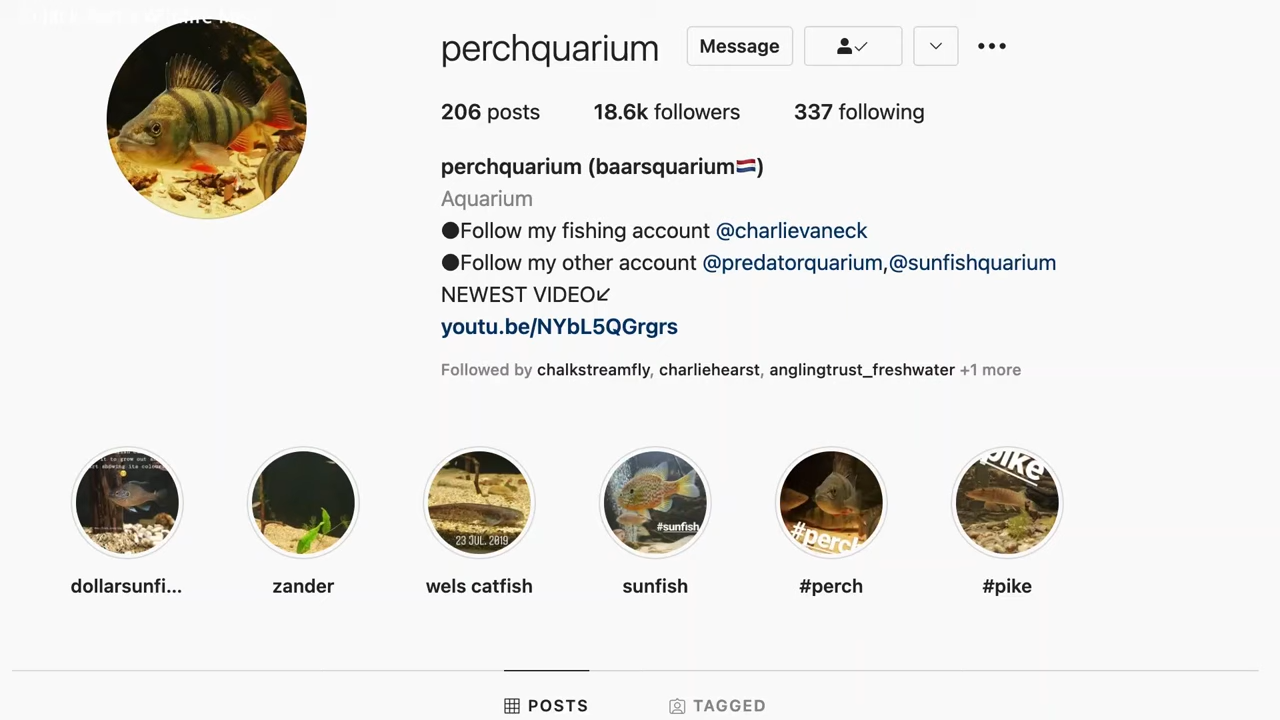 perchquarium
Message
206 posts 18.6k followers 337 following
perchquarium (baarsquarium🇳🇱)
Aquarium
●Follow my fishing account @charlievaneck
●Follow my other account @predatorquarium,@sunfishquarium
NEWEST VIDEO↙
youtu.be/NYbL5QGrgrs
Followed by chalkstreamfly, charliehearst, anglingtrust_freshwater +1 more
23 JUL. 2019
#sunfish
#perch
pike
dollarsunfi...
zander
wels catfish
sunfish
#perch
#pike
POSTS
TAGGED